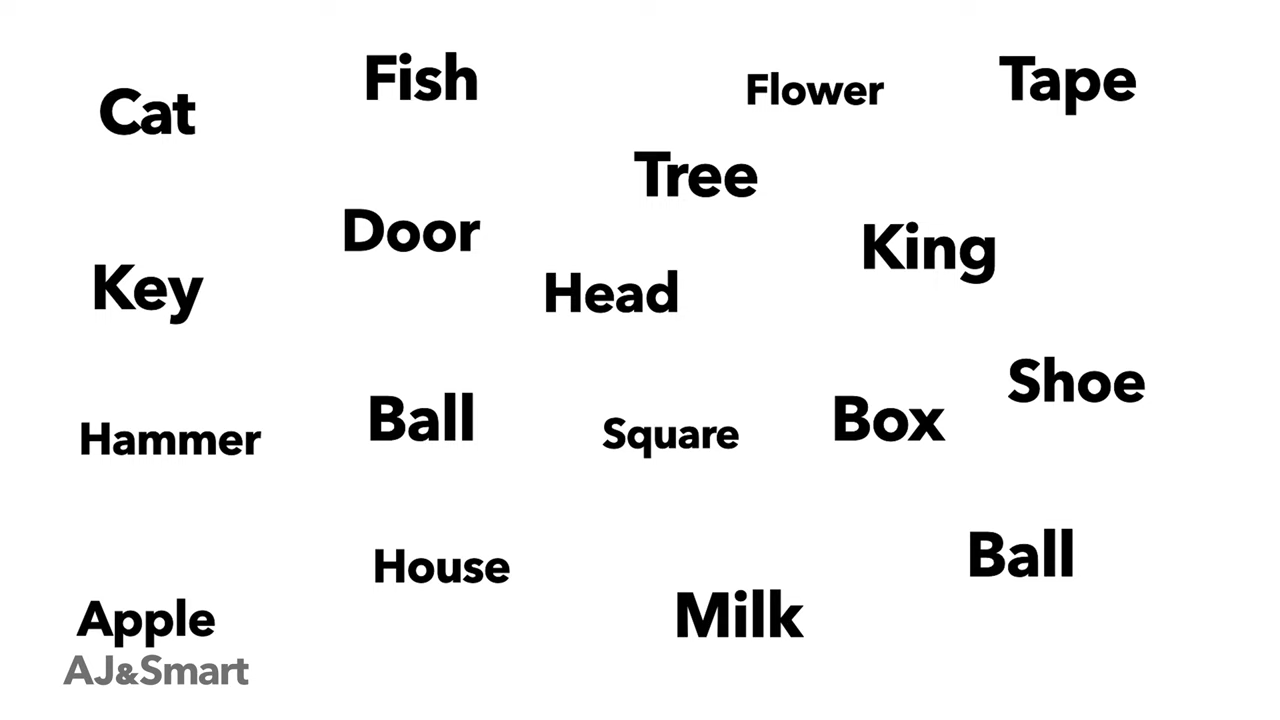 Cat
Fish
Flower
Tape
Tree
Door
King
Key
Head
Shoe
Hammer
Ball
Square
Box
House
Ball
Apple
Milk
AJ&Smart